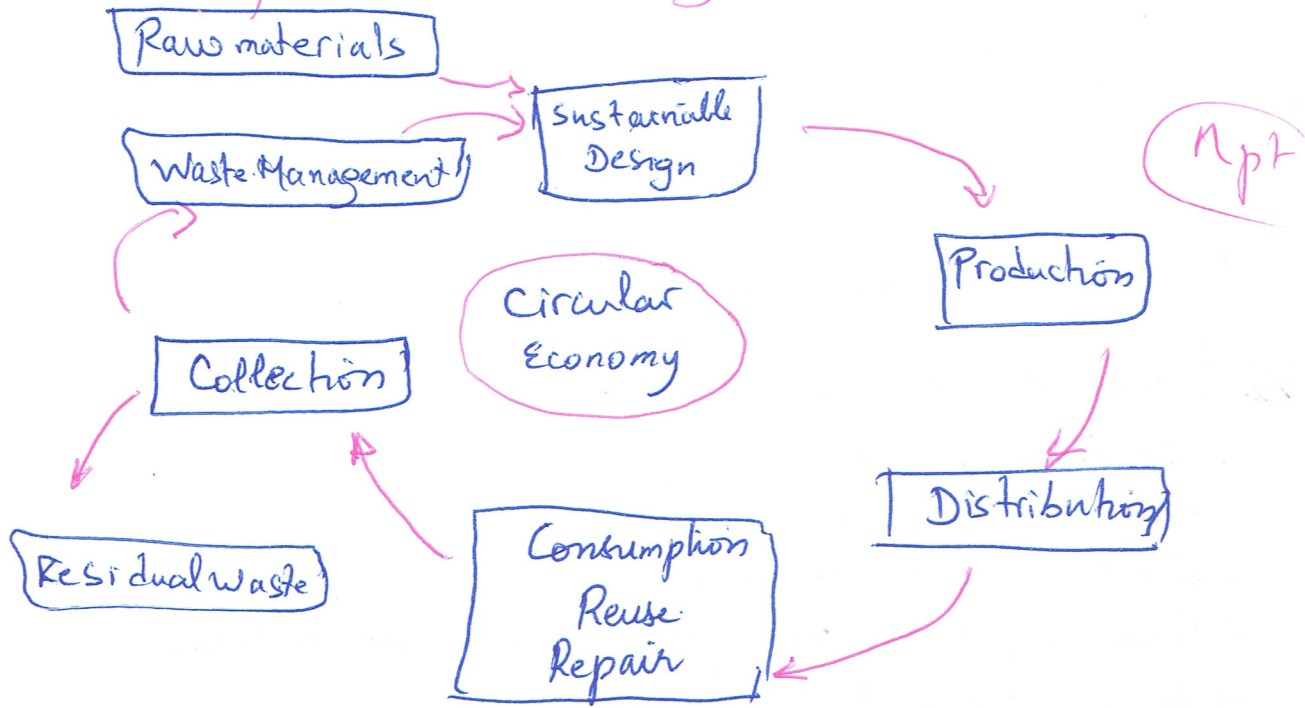 Raw materials
Waste Management
Sustainable
Design
Production
Circular
Economy
Collection
Distribution
Residual waste
Consumption
Reuse
Repair